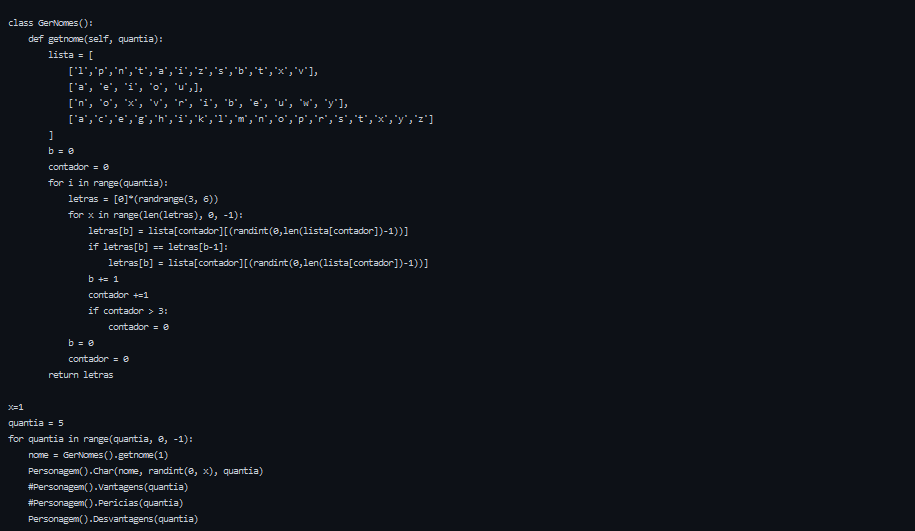 class GerNomes():
    def getnome(self, quantia):
        lista = [
            ['l','p','n','t','a','i','z','s','b','t','x','v'],
            ['a', 'e', 'i', 'o', 'u',],
            ['n', 'o', 'x', 'v', 'r', 'i', 'b', 'e', 'u', 'w', 'y'],
            ['a','c','e','g','h','i','k','l','m','n','o','p','r','s','t','x','y','z']
        ]
        b = 0
        contador = 0
        for i in range(quantia):
            letras = [0]*(randrange(3, 6))
            for x in range(len(letras), 0, -1):
                letras[b] = lista[contador][(randint(0,len(lista[contador])-1))]
                if letras[b] == letras[b-1]:
                    letras[b] = lista[contador][(randint(0,len(lista[contador])-1))]
                b += 1
                contador +=1
                if contador > 3:
                    contador = 0
            b = 0
            contador = 0
        return letras
x=1
quantia = 5
for quantia in range(quantia, 0, -1):
    nome = GerNomes().getnome(1)
    Personagem().Char(nome, randint(0, x), quantia)
    #Personagem().Vantagens(quantia)
    #Personagem().Pericias(quantia)
    Personagem().Desvantagens(quantia)